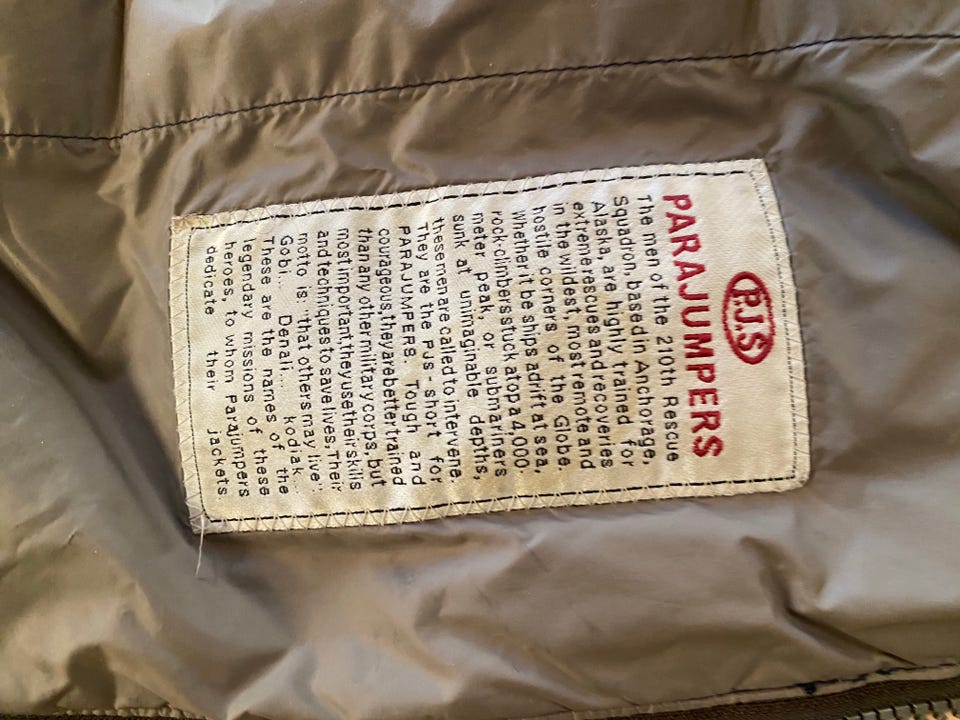 P.J.S
PARAJUMPERS
The men of the 210th Rescue
Squadron, based in Anchorage,
Alaska, are highly trained for
extreme rescues and recoveries
in the wildest, most remote and
hostile corners of the Globe.
Whether it be ships adrift at sea,
rock-climbers stuck atop a 4,000-
meter peak, or submariners
sunk at unimaginable depths,
these men are called to intervene.
They are the PJs - short for
PARAJUMPERS. Tough and
courageous, they are better trained
than any other military corps, but
most important, they use their skills
and techniques to save lives, Their
motto is: "that others may live".
Gobi... Denali... kodiak...
These are the names of the
legendary missions of these
heroes, to whom Parajumpers
dedicate their jackets.